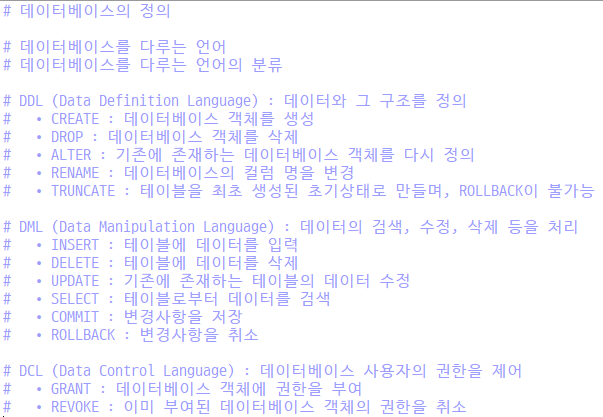 # 데이터베이스의 정의
# 데이터베이스를 다루는 언어
# 데이터베이스를 다루는 언어의 분류
# DDL (Data Definition Language) : 데이터와 그 구조를 정의
#   • CREATE : 데이터베이스 객체를 생성
#   • DROP : 데이터베이스 객체를 삭제
#   • ALTER : 기존에 존재하는 데이터베이스 객체를 다시 정의
#   • RENAME : 데이터베이스의 컬럼 명을 변경
#   • TRUNCATE : 테이블을 최초 생성된 초기상태로 만들며, ROLLBACK이 불가능
# DML (Data Manipulation Language) : 데이터의 검색, 수정, 삭제 등을 처리
#   • INSERT : 테이블에 데이터를 입력
#   • DELETE : 테이블에 데이터를 삭제
#   • UPDATE : 기존에 존재하는 테이블의 데이터 수정
#   • SELECT : 테이블로부터 데이터를 검색
#   • COMMIT : 변경사항을 저장
#   • ROLLBACK : 변경사항을 취소
# DCL (Data Control Language) : 데이터베이스 사용자의 권한을 제어
#   • GRANT : 데이터베이스 객체에 권한을 부여
#   • REVOKE : 이미 부여된 데이터베이스 객체의 권한을 취소